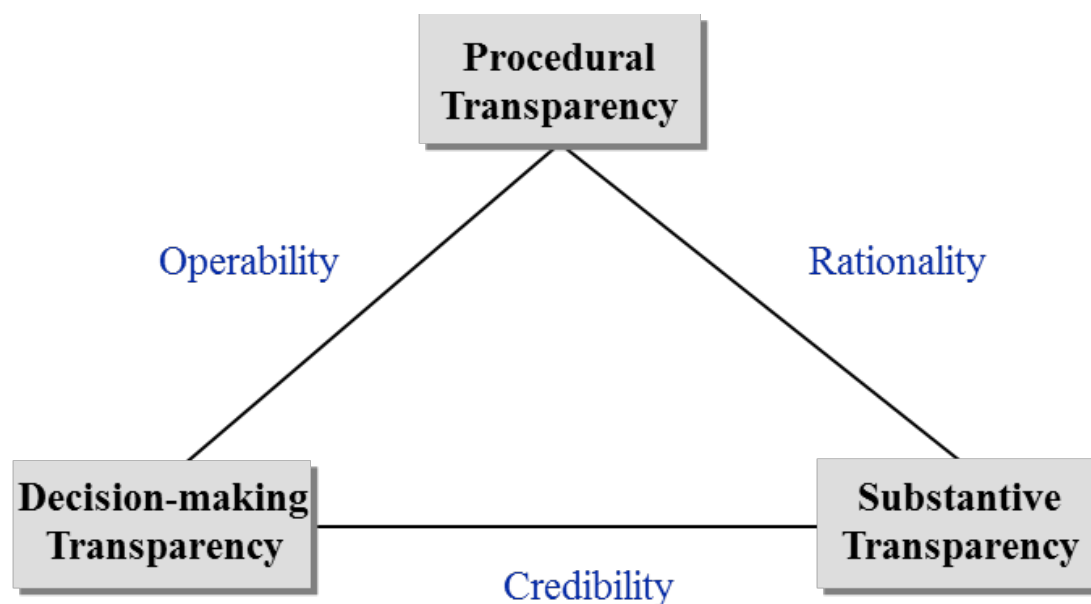 Procedural
Transparency
Operability
Rationality
Decision-making
Transparency
Substantive
Transparency
Credibility